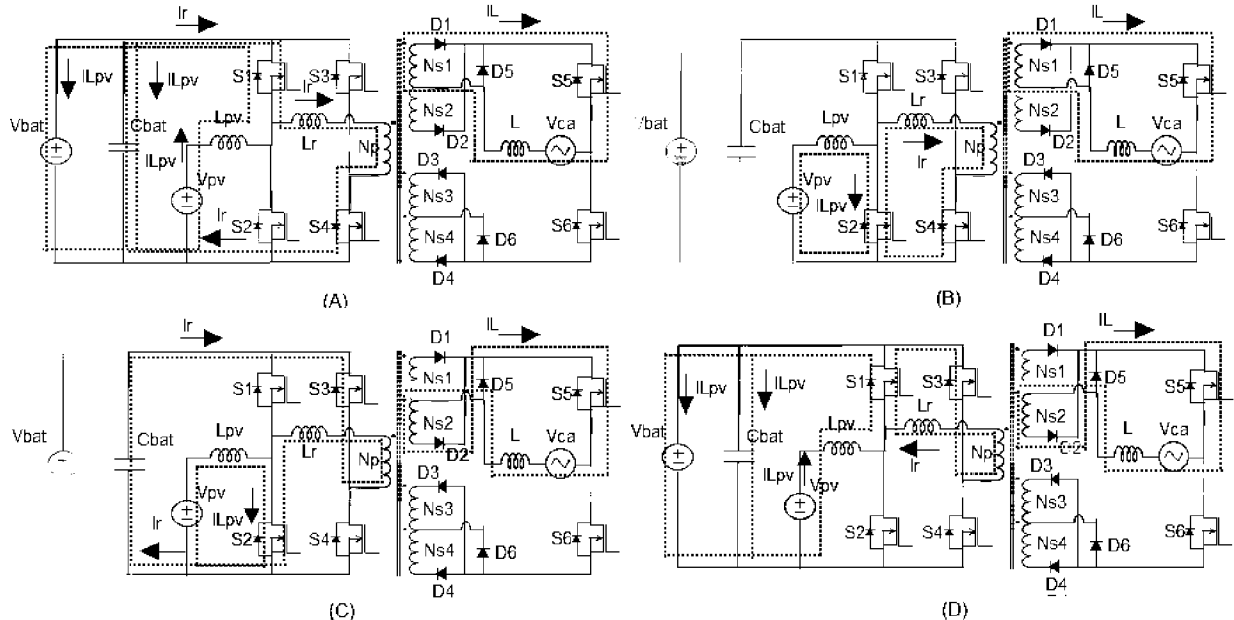 Ir
IL
D1
ILpv
ILpv
S1
S3
Ir
Ns1
D5
S5
Vbat
Cbat
Lpv
Lr
Ns2
D2
L
Vca
ILpv
Vpv
Np
D3
Ns3
Ir
S2
S4
Ns4
D6
S6
D4
(A)
IL
D1
S1
S3
Ns1
D5
S5
Vbat
Cbat
Lpv
Lr
Ns2
D2
L
Vca
Vpv
Ir
Np
D3
Ns3
ILpv
S2
S4
Ns4
D6
S6
D4
(B)
Ir
IL
D1
S1
S3
Ns1
D5
S5
Vbat
Cbat
Lpv
Lr
Ns2
D2
L
Vca
Vpv
Np
D3
Ns3
Ir
ILpv
S2
S4
Ns4
D6
S6
D4
(C)
IL
D1
ILpv
ILpv
S1
S3
Ns1
D5
S5
Vbat
Cbat
Lpv
Lr
Ns2
L
Vca
ILpv
Vpv
Ir
Np
D3
Ns3
S2
S4
Ns4
D6
S6
D4
(D)